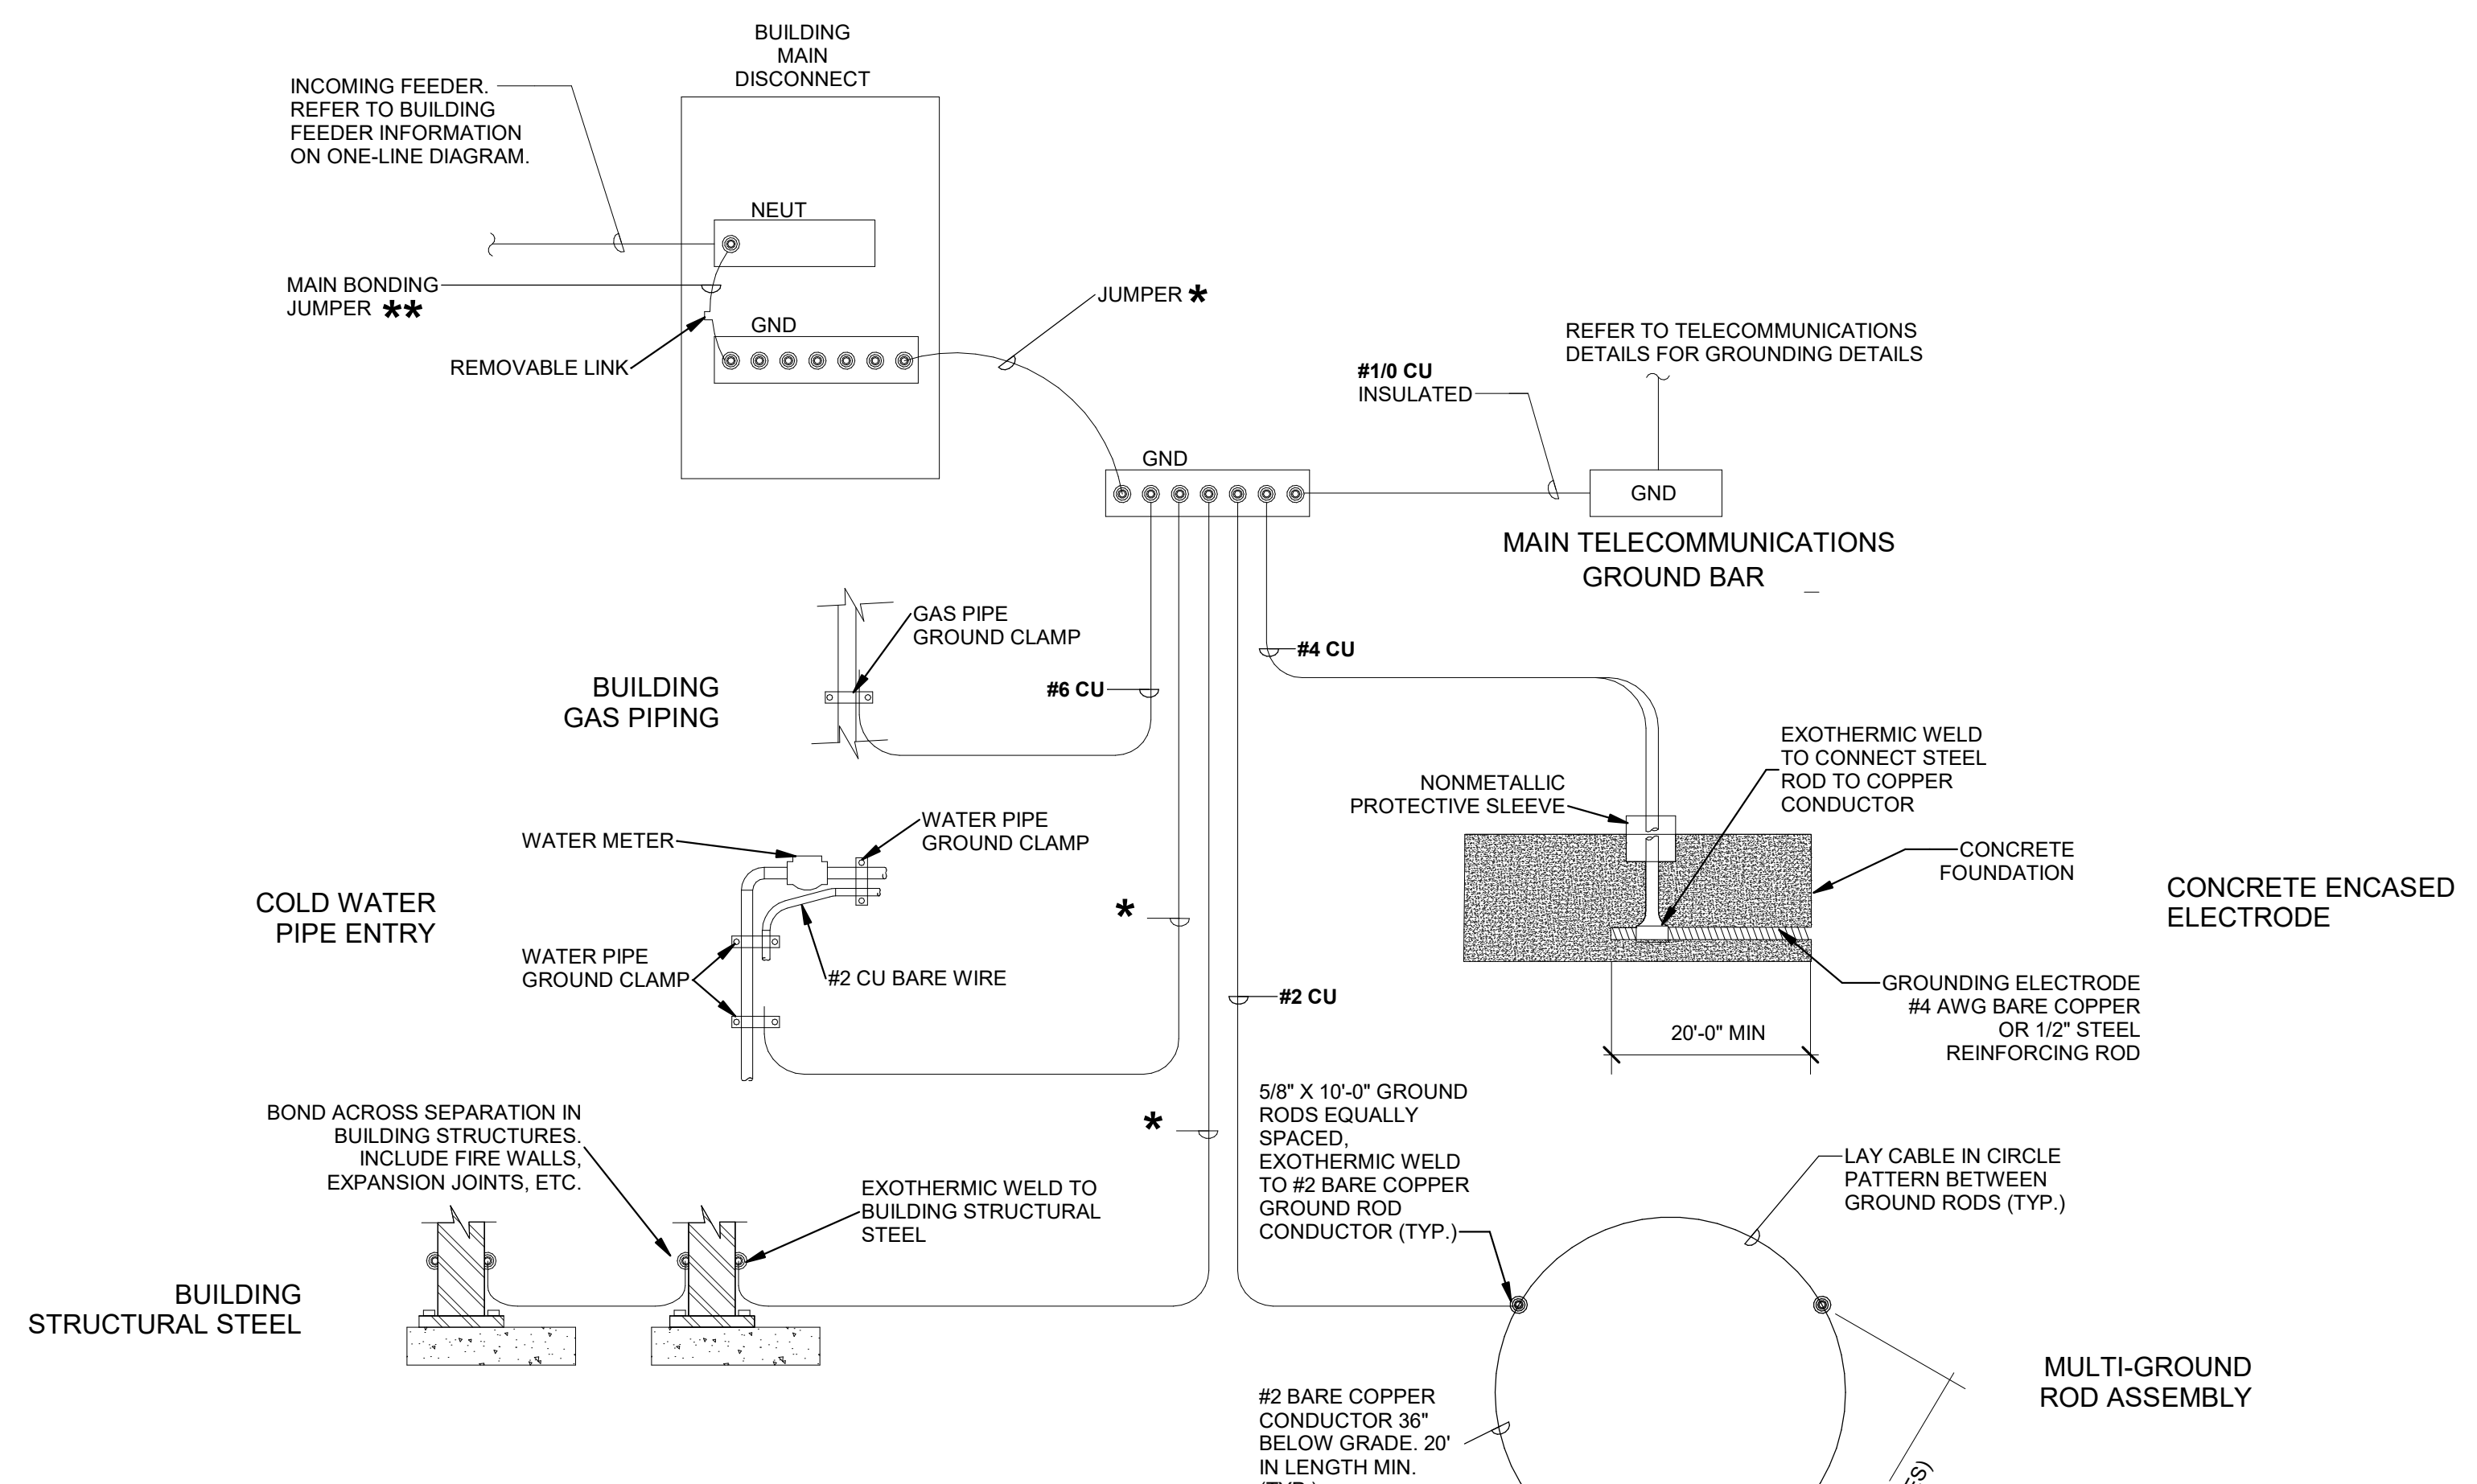 BUILDING
MAIN
DISCONNECT
INCOMING FEEDER.
REFER TO BUILDING
FEEDER INFORMATION
ON ONE-LINE DIAGRAM.
NEUT
MAIN BONDING
JUMPER **
GND
REMOVABLE LINK
JUMPER *
REFER TO TELECOMMUNICATIONS
DETAILS FOR GROUNDING DETAILS
#1/0 CU
INSULATED
GND
GND
MAIN TELECOMMUNICATIONS
GROUND BAR
GAS PIPE
GROUND CLAMP
BUILDING
GAS PIPING
#6 CU
#4 CU
EXOTHERMIC WELD
TO CONNECT STEEL
ROD TO COPPER
CONDUCTOR
NONMETALLIC
PROTECTIVE SLEEVE
CONCRETE
FOUNDATION
CONCRETE ENCASED
ELECTRODE
GROUNDING ELECTRODE
#4 AWG BARE COPPER
OR 1/2" STEEL
REINFORCING ROD
20'-0" MIN
WATER METER
WATER PIPE
GROUND CLAMP
COLD WATER
PIPE ENTRY
WATER PIPE
GROUND CLAMP
#2 CU BARE WIRE
*
#2 CU
*
BOND ACROSS SEPARATION IN
BUILDING STRUCTURES.
INCLUDE FIRE WALLS,
EXPANSION JOINTS, ETC.
EXOTHERMIC WELD TO
BUILDING STRUCTURAL
STEEL
BUILDING
STRUCTURAL STEEL
5/8" X 10'-0" GROUND
RODS EQUALLY
SPACED,
EXOTHERMIC WELD
TO #2 BARE COPPER
GROUND ROD
CONDUCTOR (TYP.)
LAY CABLE IN CIRCLE
PATTERN BETWEEN
GROUND RODS (TYP.)
MULTI-GROUND
ROD ASSEMBLY
#2 BARE COPPER
CONDUCTOR 36"
BELOW GRADE. 20'
IN LENGTH MIN.